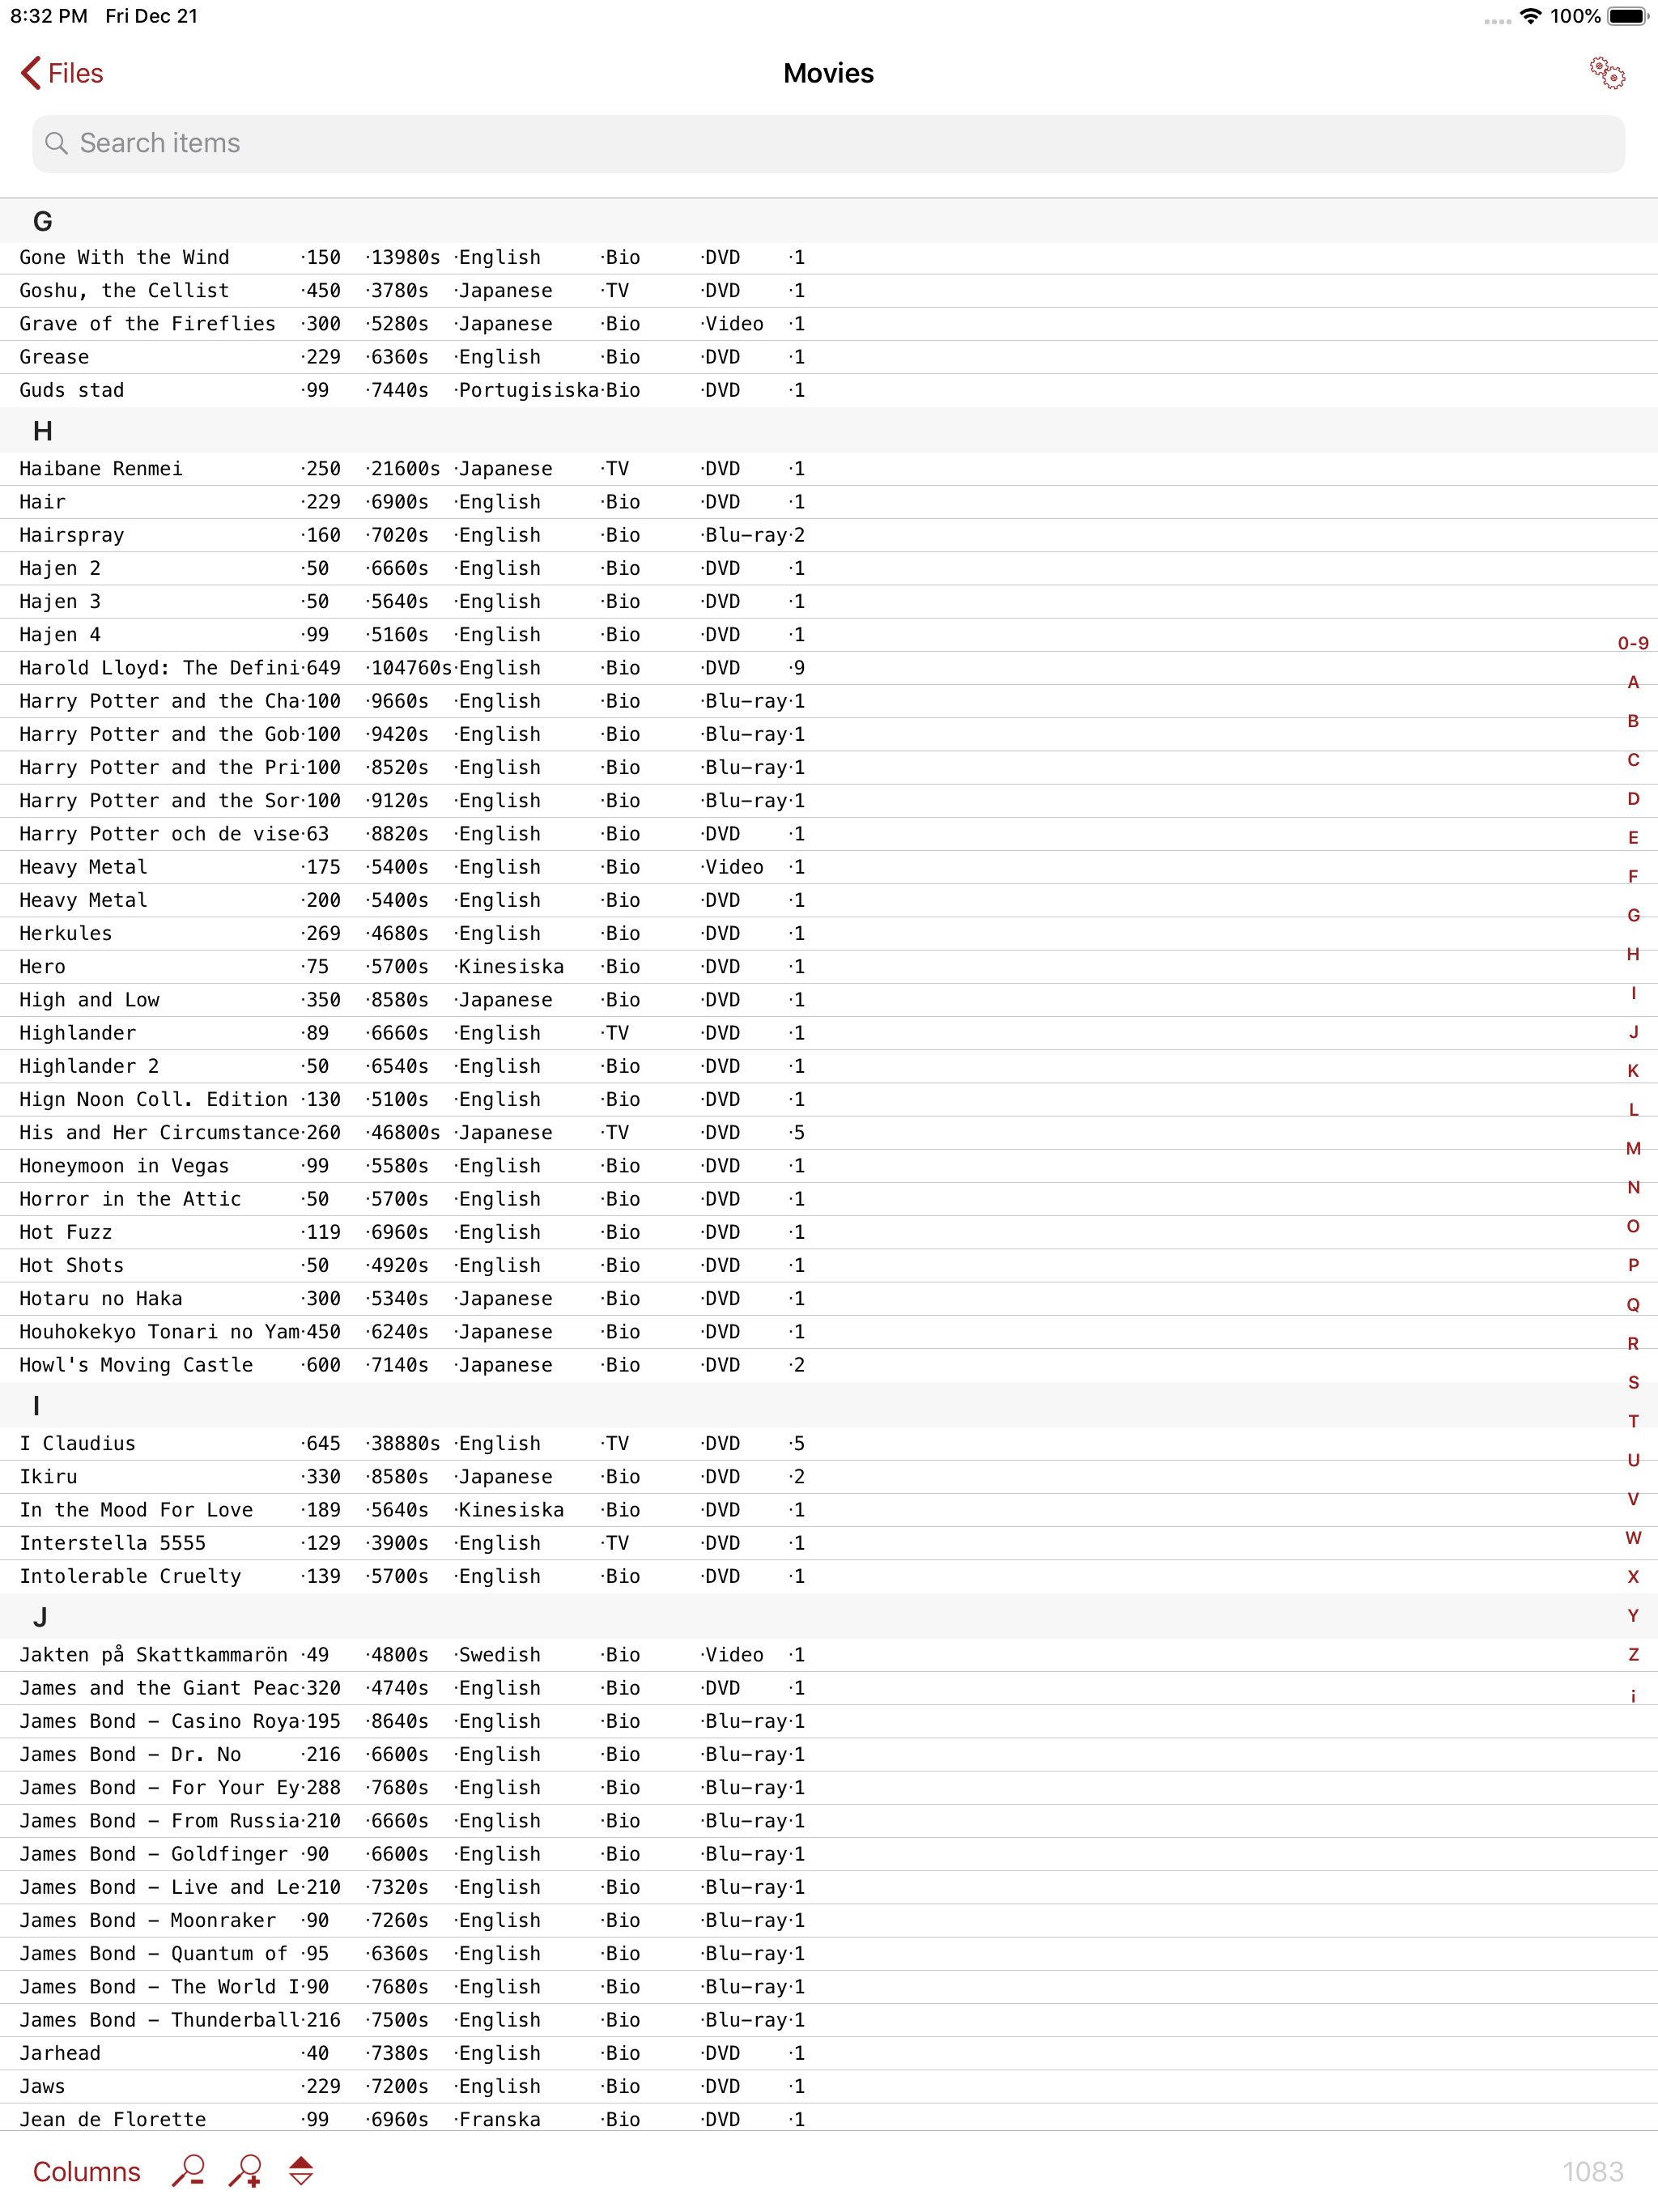 8:32 PM Fri Dec 21 100%
Files Movies
Search items
G
Gone With the Wind ·150 ·13980s ·English ·Bio ·DVD ·1
Goshu, the Cellist ·450 ·3780s ·Japanese ·TV ·DVD ·1
Grave of the Fireflies ·300 ·5280s ·Japanese ·Bio ·Video ·1
Grease ·229 ·6360s ·English ·Bio ·DVD ·1
Guds stad ·99 ·7440s ·Portugisiska·Bio ·DVD ·1
H
Haibane Renmei ·250 ·21600s ·Japanese ·TV ·DVD ·1
Hair ·229 ·6900s ·English ·Bio ·DVD ·1
Hairspray ·160 ·7020s ·English ·Bio ·Blu-ray·2
Hajen 2 ·50 ·6660s ·English ·Bio ·DVD ·1
Hajen 3 ·50 ·5640s ·English ·Bio ·DVD ·1
Hajen 4 ·99 ·5160s ·English ·Bio ·DVD ·1
Harold Lloyd: The Defini·649 ·104760s·English ·Bio ·DVD ·9
Harry Potter and the Cha·100 ·9660s ·English ·Bio ·Blu-ray·1
Harry Potter and the Gob·100 ·9420s ·English ·Bio ·Blu-ray·1
Harry Potter and the Pri·100 ·8520s ·English ·Bio ·Blu-ray·1
Harry Potter and the Sor·100 ·9120s ·English ·Bio ·Blu-ray·1
Harry Potter och de vise·63 ·8820s ·English ·Bio ·DVD ·1
Heavy Metal ·175 ·5400s ·English ·Bio ·Video ·1
Heavy Metal ·200 ·5400s ·English ·Bio ·DVD ·1
Herkules ·269 ·4680s ·English ·Bio ·DVD ·1
Hero ·75 ·5700s ·Kinesiska ·Bio ·DVD ·1
High and Low ·350 ·8580s ·Japanese ·Bio ·DVD ·1
Highlander ·89 ·6660s ·English ·TV ·DVD ·1
Highlander 2 ·50 ·6540s ·English ·Bio ·DVD ·1
Hign Noon Coll. Edition ·130 ·5100s ·English ·Bio ·DVD ·1
His and Her Circumstance·260 ·46800s ·Japanese ·TV ·DVD ·5
Honeymoon in Vegas ·99 ·5580s ·English ·Bio ·DVD ·1
Horror in the Attic ·50 ·5700s ·English ·Bio ·DVD ·1
Hot Fuzz ·119 ·6960s ·English ·Bio ·DVD ·1
Hot Shots ·50 ·4920s ·English ·Bio ·DVD ·1
Hotaru no Haka ·300 ·5340s ·Japanese ·Bio ·DVD ·1
Houhokekyo Tonari no Yam·450 ·6240s ·Japanese ·Bio ·DVD ·1
Howl's Moving Castle ·600 ·7140s ·Japanese ·Bio ·DVD ·2
I
I Claudius ·645 ·38880s ·English ·TV ·DVD ·5
Ikiru ·330 ·8580s ·Japanese ·Bio ·DVD ·2
In the Mood For Love ·189 ·5640s ·Kinesiska ·Bio ·DVD ·1
Interstella 5555 ·129 ·3900s ·English ·TV ·DVD ·1
Intolerable Cruelty ·139 ·5700s ·English ·Bio ·DVD ·1
J
Jakten på Skattkammarön ·49 ·4800s ·Swedish ·Bio ·Video ·1
James and the Giant Peac·320 ·4740s ·English ·Bio ·DVD ·1
James Bond – Casino Roya·195 ·8640s ·English ·Bio ·Blu-ray·1
James Bond – Dr. No ·216 ·6600s ·English ·Bio ·Blu-ray·1
James Bond – For Your Ey·288 ·7680s ·English ·Bio ·Blu-ray·1
James Bond – From Russia·210 ·6660s ·English ·Bio ·Blu-ray·1
James Bond – Goldfinger ·90 ·6600s ·English ·Bio ·Blu-ray·1
James Bond – Live and Le·210 ·7320s ·English ·Bio ·Blu-ray·1
James Bond – Moonraker ·90 ·7260s ·English ·Bio ·Blu-ray·1
James Bond – Quantum of ·95 ·6360s ·English ·Bio ·Blu-ray·1
James Bond – The World I·90 ·7680s ·English ·Bio ·Blu-ray·1
James Bond – Thunderball·216 ·7500s ·English ·Bio ·Blu-ray·1
Jarhead ·40 ·7380s ·English ·Bio ·DVD ·1
Jaws ·229 ·7200s ·English ·Bio ·DVD ·1
Jean de Florette ·99 ·6960s ·Franska ·Bio ·DVD ·1
0-9
A
B
C
D
E
F
G
H
I
J
K
L
M
N
O
P
Q
R
S
T
U
V
W
X
Y
Z
¡
Columns 1083